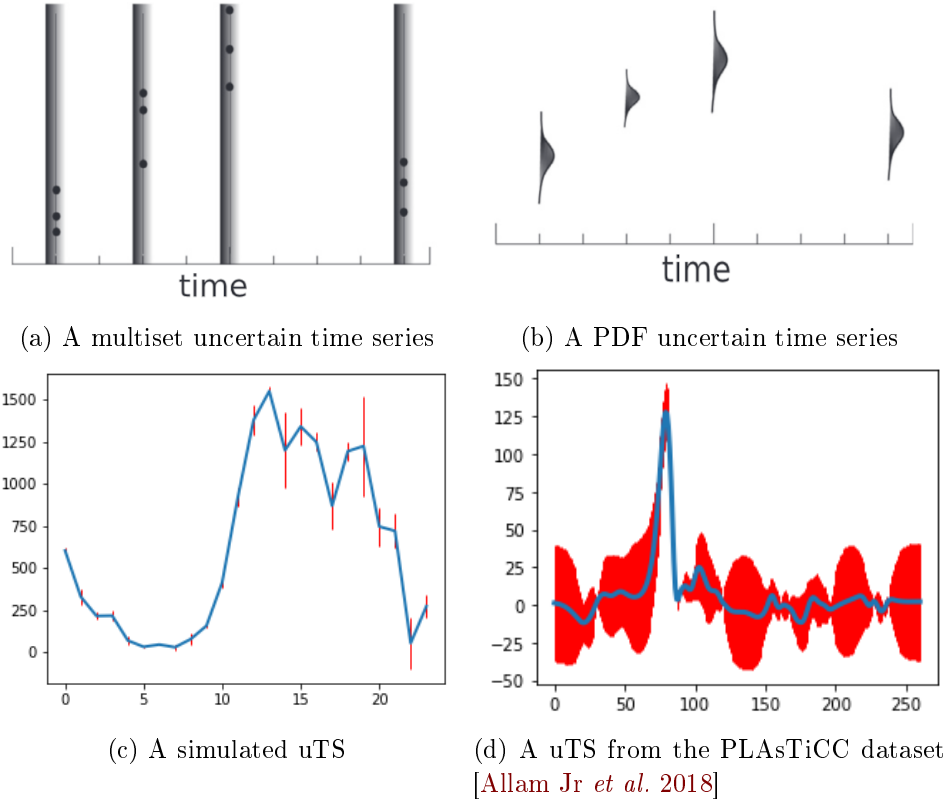 time
time
(a) A multiset uncertain time series
(b) A PDF uncertain time series
1500
1250
1000
750
500
250
0
0 5 10 15 20
150
125
100
75
50
25
0
−25
−50
0 50 100 150 200 250
(c) A simulated uTS
(d) A uTS from the PLAsTiCC dataset
[Allam Jr et al. 2018]